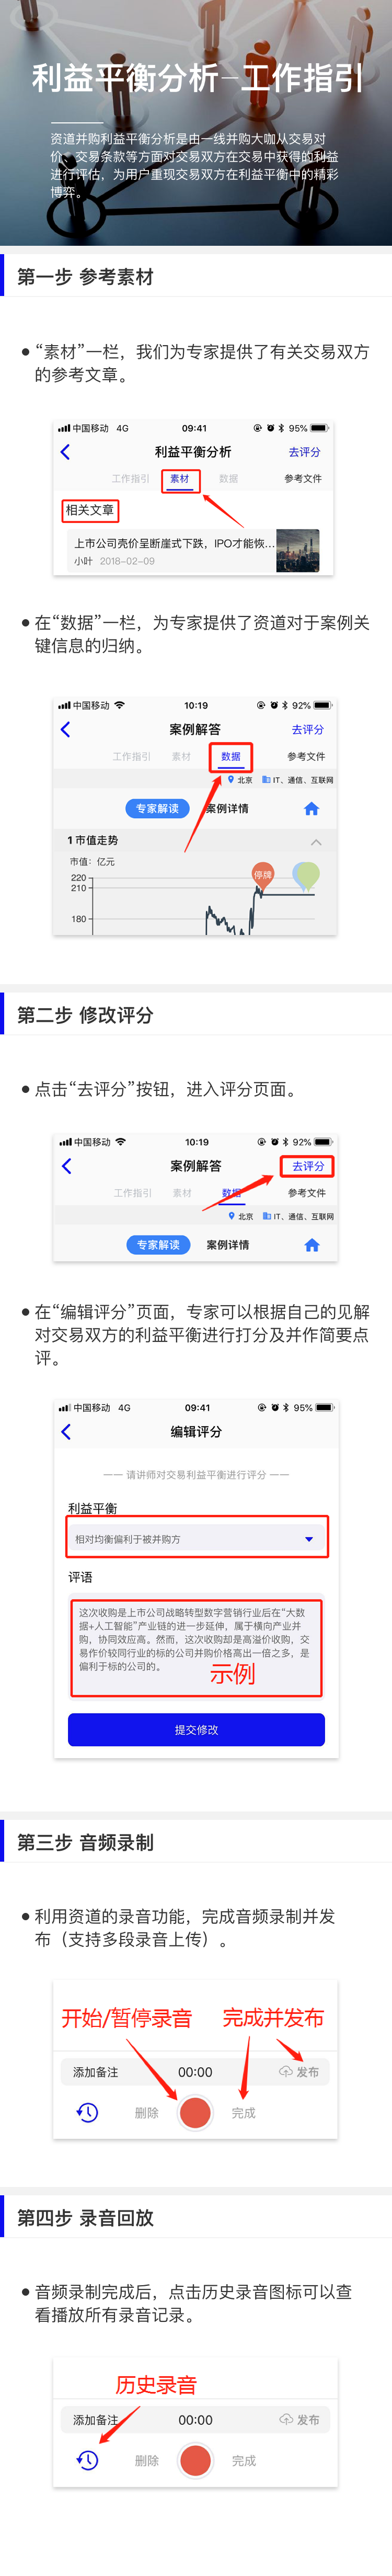 利益平衡分析—工作指引
资道并购利益平衡分析是由一线并购大咖从交易对
价、交易条款等方面对交易双方在交易中获得的利益
进行评估，为用户重现交易双方在利益平衡中的精彩
博弈。
第一步 参考素材
“素材”一栏，我们为专家提供了有关交易双方
的参考文章。
中国移动 4G 09:41 95%
利益平衡分析 去评分
工作指引 素材 数据 参考文件
相关文章
上市公司壳价呈断崖式下跌，IPO才能恢...
小叶 2018-02-09
在“数据”一栏，为专家提供了资道对于案例关
键信息的归纳。
中国移动 10:19 92%
案例解答 去评分
工作指引 素材 数据 参考文件
北京 IT、通信、互联网
专家解读 案例详情
1 市值走势
市值：亿元
220
停牌
210
180
第二步 修改评分
点击“去评分”按钮，进入评分页面。
中国移动 10:19 92%
案例解答 去评分
工作指引 素材 数据 参考文件
北京 IT、通信、互联网
专家解读 案例详情
在“编辑评分”页面，专家可以根据自己的见解
对交易双方的利益平衡进行打分及并作简要点
评。
中国移动 4G 09:41 95%
编辑评分
—— 请讲师对交易利益平衡进行评分 ——
利益平衡
相对均衡偏利于被并购方
评语
这次收购是上市公司战略转型数字营销行业后在“大数
据+人工智能”产业链的进一步延伸，属于横向产业并
购，协同效应高。然而，这次收购却是高溢价收购，交
易作价较同行业的标的公司并购价格高出一倍之多，是
偏利于标的公司的。
示例
提交修改
第三步 音频录制
利用资道的录音功能，完成音频录制并发
布（支持多段录音上传）。
开始/暂停录音 完成并发布
添加备注 00:00 发布
删除 完成
第四步 录音回放
音频录制完成后，点击历史录音图标可以查
看播放所有录音记录。
历史录音
添加备注 00:00 发布
删除 完成